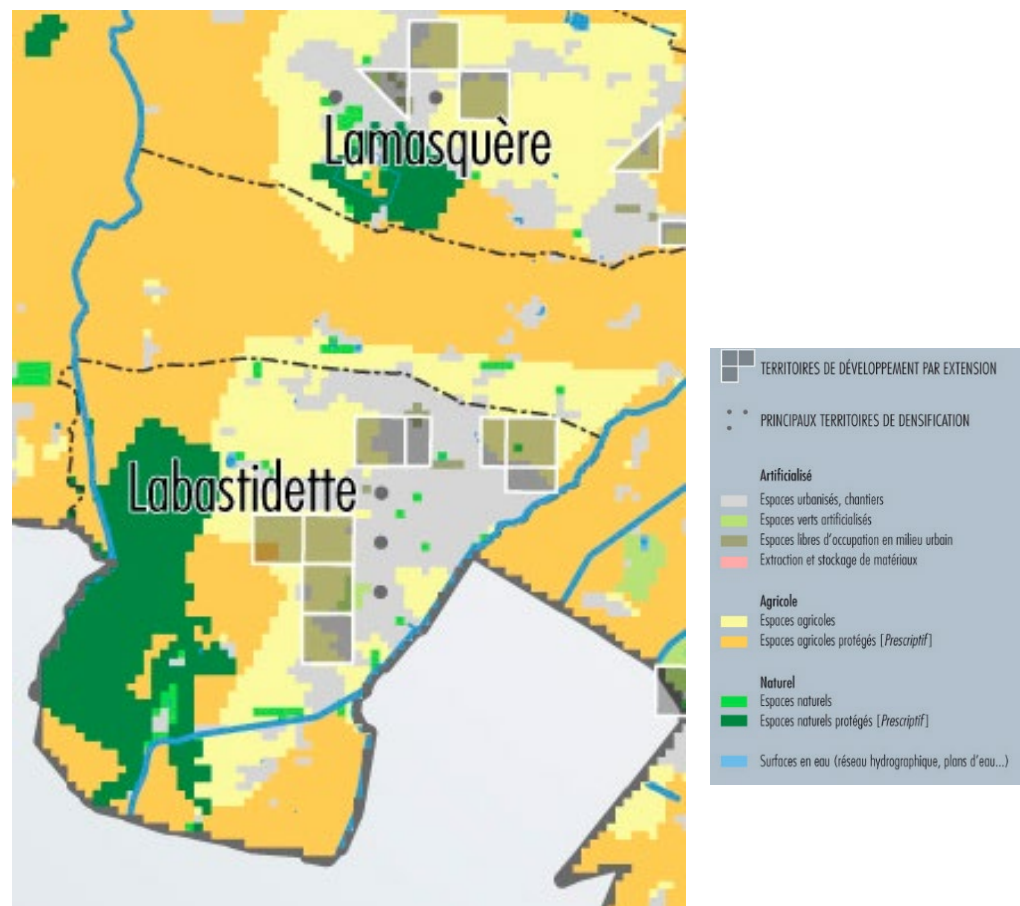 Lamasquère
Labastidette
TERRITOIRES DE DÉVELOPPEMENT PAR EXTENSION
PRINCIPAUX TERRITOIRES DE DENSIFICATION
Artificialisé
Espaces urbanisés, chantiers
Espaces verts artificialisés
Espaces libres d'occupation en milieu urbain
Extraction et stockage de matériaux
Agricole
Espaces agricoles
Espaces agricoles protégés [Prescriptif]
Naturel
Espaces naturels
Espaces naturels protégés [Prescriptif]
Surfaces en eau (réseau hydrographique, plans d'eau...)